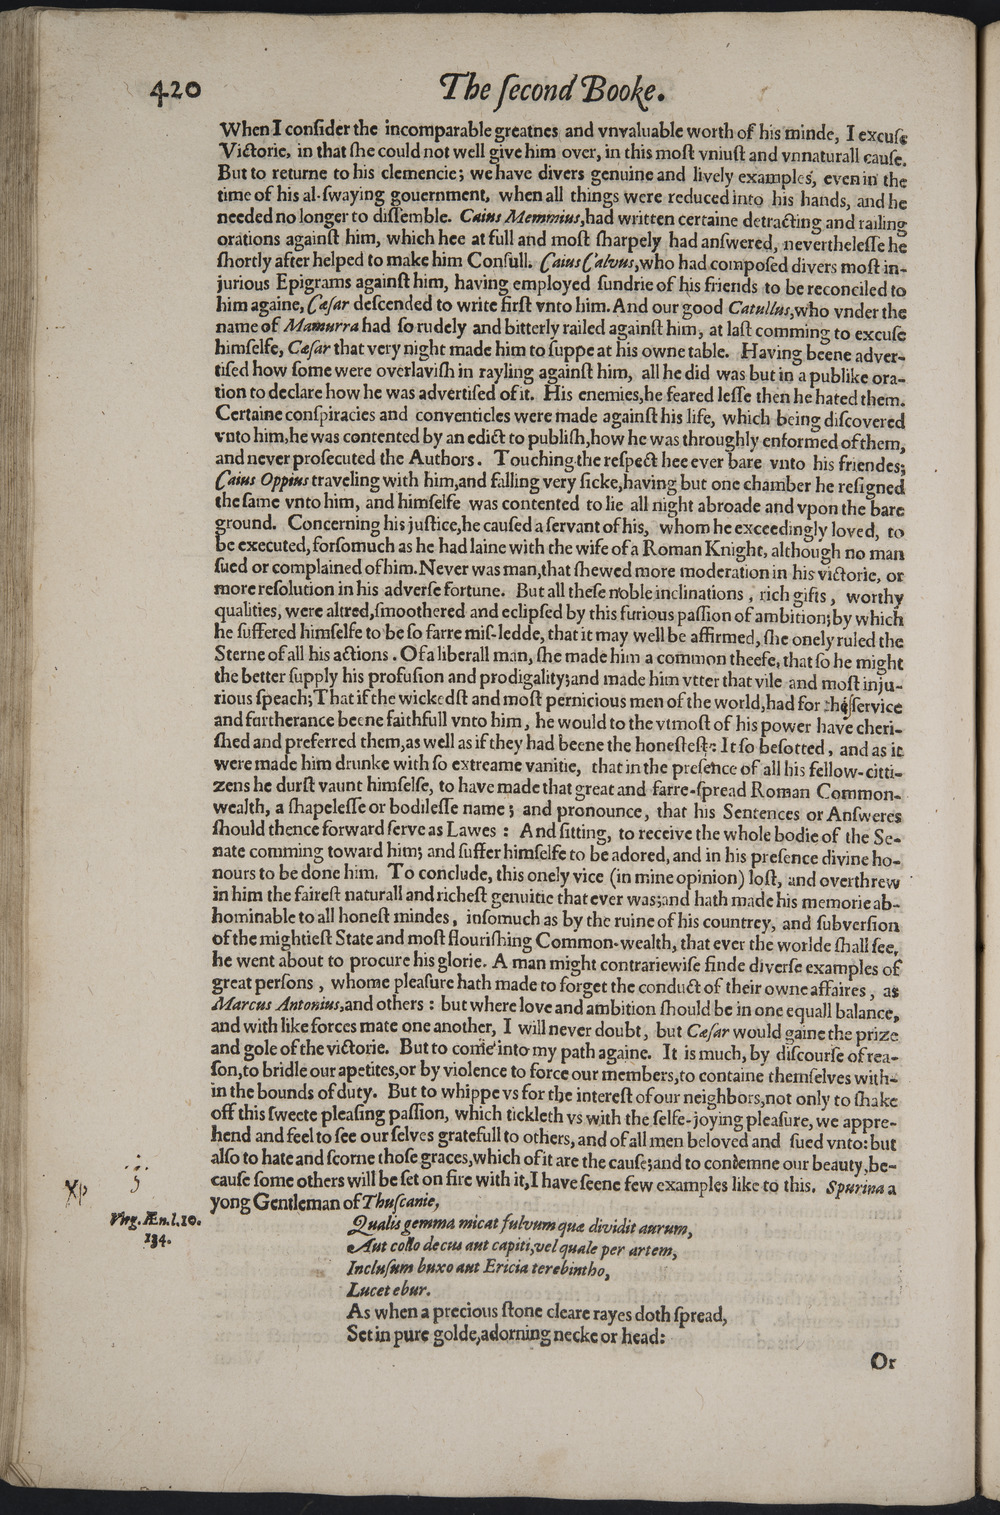 420
The ſecond Booke.
When I conſider the incomparable greatnes and vnvaluable worth of his minde, I excuſe
Victorie, in that ſhe could not well give him over, in this moſt vniuſt and vnnaturall cauſe.
But to returne to his clemencie; we have divers genuine and lively examples, even in the
time of his al-ſwaying gouernment, when all things were reduced into his hands, and he
needed no longer to diſſemble. Caius Memmius, had written certaine detracting and railing
orations againſt him, which hee at full and moſt ſharpely had anſwered, nevertheleſſe he
ſhortly after helped to make him Conſull. Caius Calvus, who had compoſed divers moſt in-
jurious Epigrams againſt him, having employed ſundrie of his friends to be reconciled to
him againe, Cæſar deſcended to write firſt vnto him. And our good Catullus, who vnder the
name of Mamurra had ſo rudely and bitterly railed againſt him, at laſt comming to excuſe
himſelfe, Cæſar that very night made him to ſuppe at his owne table. Having beene adver-
tiſed how ſome were overlaviſh in rayling againſt him, all he did was but in a publike ora-
tion to declare how he was advertiſed of it. His enemies, he feared leſſe then he hated them.
Certaine conſpiracies and conventicles were made againſt his life, which being diſcovered
vnto him, he was contented by an edict to publiſh, how he was throughly enformed of them,
and never proſecuted the Authors. Touching the reſpect hee ever bare vnto his friendes;
Caius Oppius traveling with him, and falling very ſicke, having but one chamber he reſigned
the ſame vnto him, and himſelfe was contented to lie all night abroade and vpon the bare
ground. Concerning his juſtice, he cauſed a ſervant of his, whom he exceedingly loved, to
be executed, forſomuch as he had laine with the wife of a Roman Knight, although no man
ſued or complained of him. Never was man, that ſhewed more moderation in his victorie, or
more reſolution in his adverſe fortune. But all theſe noble inclinations, rich gifts, worthy
qualities, were altred, ſmoothered and eclipſed by this furious paſſion of ambition; by which
he ſuffered himſelfe to be ſo farre miſ-ledde, that it may well be affirmed, ſhe onely ruled the
Sterne of all his actions. Of a liberall man, ſhe made him a common theefe, that ſo he might
the better ſupply his profuſion and prodigality; and made him vtter that vile and moſt inju-
rious ſpeach; That if the wickedſt and moſt pernicious men of the world, had for the ſervice
and furtherance beene faithfull vnto him, he would to the vtmoſt of his power have cheri-
ſhed and preferred them, as well as if they had beene the honeſteſt: It ſo beſotted, and as it
were made him drunke with ſo extreame vanitie, that in the preſence of all his fellow-citti-
zens he durſt vaunt himſelfe, to have made that great and farre-ſpread Roman Common-
wealth, a ſhapeleſſe or bodileſſe name; and pronounce, that his Sentences or Anſweres
ſhould thence forward ſerve as Lawes: And ſitting, to receive the whole bodie of the Se-
nate comming toward him; and ſuffer himſelfe to be adored, and in his preſence divine ho-
nours to be done him. To conclude, this onely vice (in mine opinion) loſt, and overthrew
in him the faireſt naturall and richeſt genuitie that ever was; and hath made his memorie ab-
hominable to all honeſt mindes, inſomuch as by the ruine of his countrey, and ſubverſion
of the mightieſt State and moſt flouriſhing Common-wealth, that ever the worlde ſhall ſee,
he went about to procure his glorie. A man might contrariewiſe finde diverſe examples of
great perſons, whome pleaſure hath made to forget the conduct of their owne affaires, as
Marcus Antonius, and others: but where love and ambition ſhould be in one equall balance,
and with like forces mate one another, I will never doubt, but Cæſar would gaine the prize
and gole of the victorie. But to come into my path againe. It is much, by diſcourſe of rea-
ſon, to bridle our apetites, or by violence to force our members, to containe themſelves with-
in the bounds of duty. But to whippe vs for the intereſt of our neighbors, not only to ſhake
off this ſweete pleaſing paſſion, which tickleth vs with the ſelfe-joying pleaſure, we appre-
hend and feel to ſee our ſelves gratefull to others, and of all men beloved and ſued vnto: but
alſo to hate and ſcorne thoſe graces, which of it are the cauſe; and to condemne our beauty, be-
cauſe ſome others will be ſet on fire with it, I have ſeene few examples like to this. Spurina a
yong Gentleman of Thuſcanie,
Virg. Æn. l. 10.
134.
Qualis gemma micat fulvum quæ dividit aurum,
Aut collo decus aut capiti, vel quale per artem,
Incluſum buxo aut Ericia terebintho,
Lucet ebur.
As when a precious ſtone cleare rayes doth ſpread,
Set in pure golde, adorning necke or head:
Or